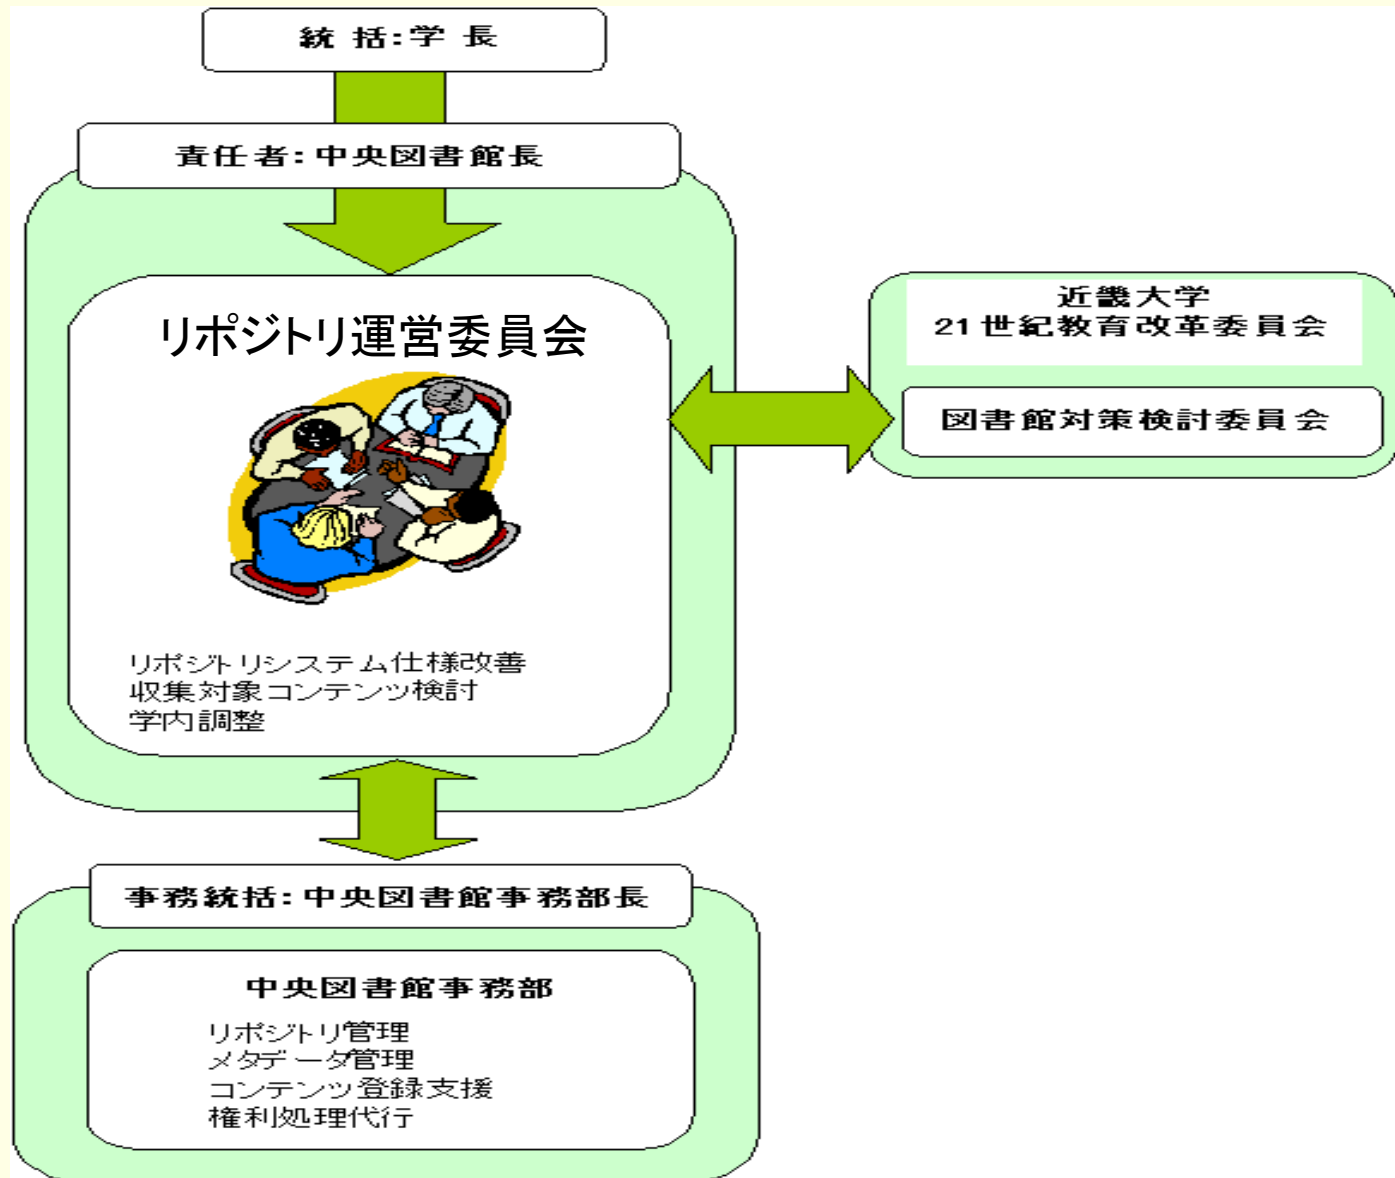 統括:学長
責任者:中央図書館長
リポジトリ運営委員会
リポジトリシステム仕様改善
収集対象コンテンツ検討
学内調整
近畿大学
21世紀教育改革委員会
図書館対策検討委員会
事務統括:中央図書館事務部長
中央図書館事務部
リポジトリ管理
メタデータ管理
コンテンツ登録支援
権利処理代行